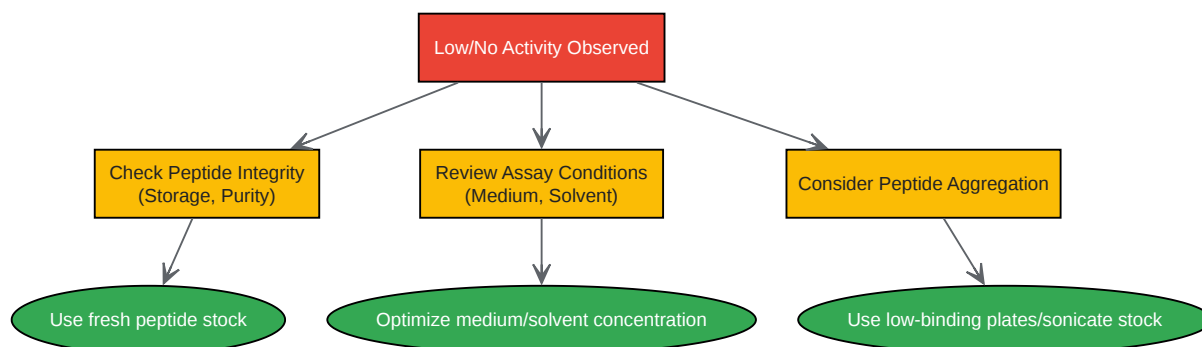 Low/No Activity Observed
Check Peptide Integrity
(Storage, Purity)
Review Assay Conditions
(Medium, Solvent)
Consider Peptide Aggregation
Use fresh peptide stock
Optimize medium/solvent concentration
Use low-binding plates/sonicate stock